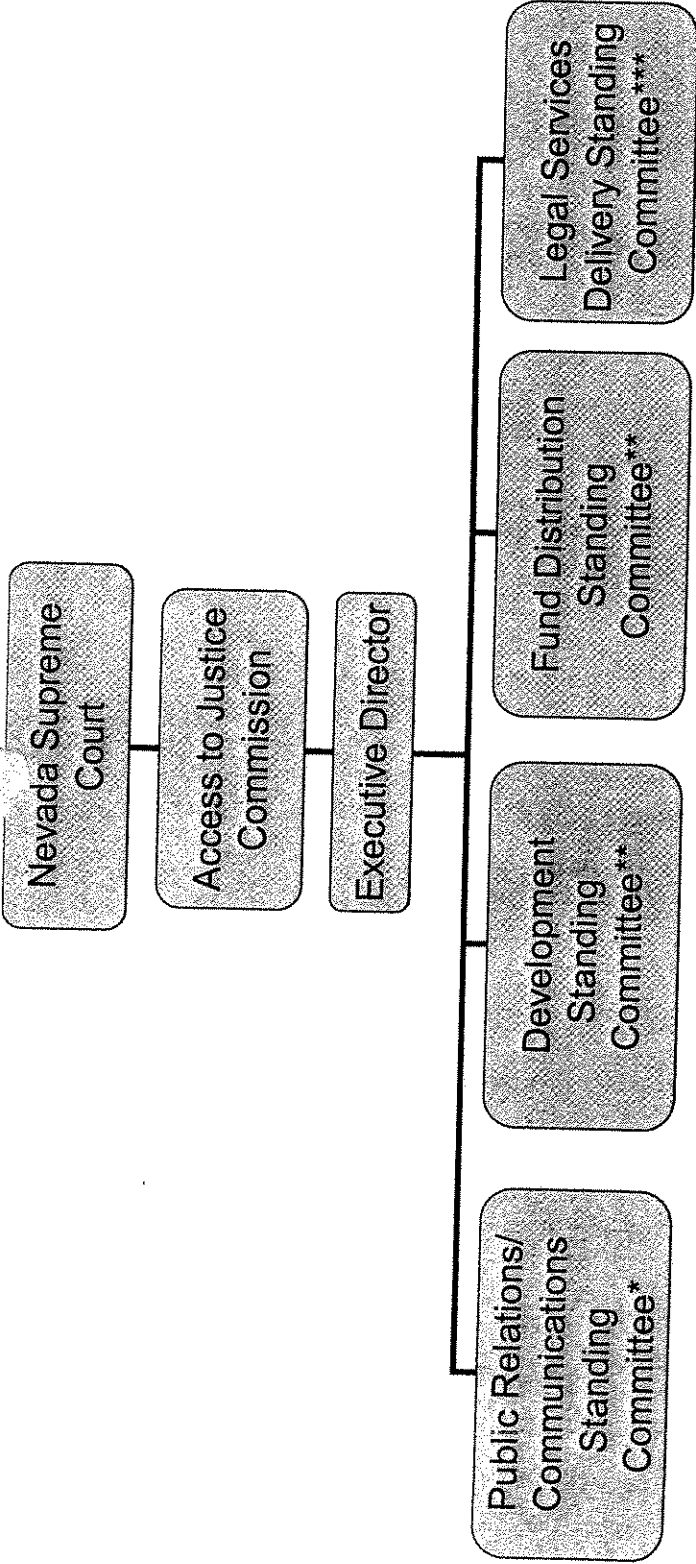 Nevada Supreme
Court
Access to Justice
Commission
Executive Director
Public Relations/
Communications
Standing
Committee*
Development
Standing
Committee**
Fund Distribution
Standing
Committee**
Legal Services
Delivery Standing
Committee***